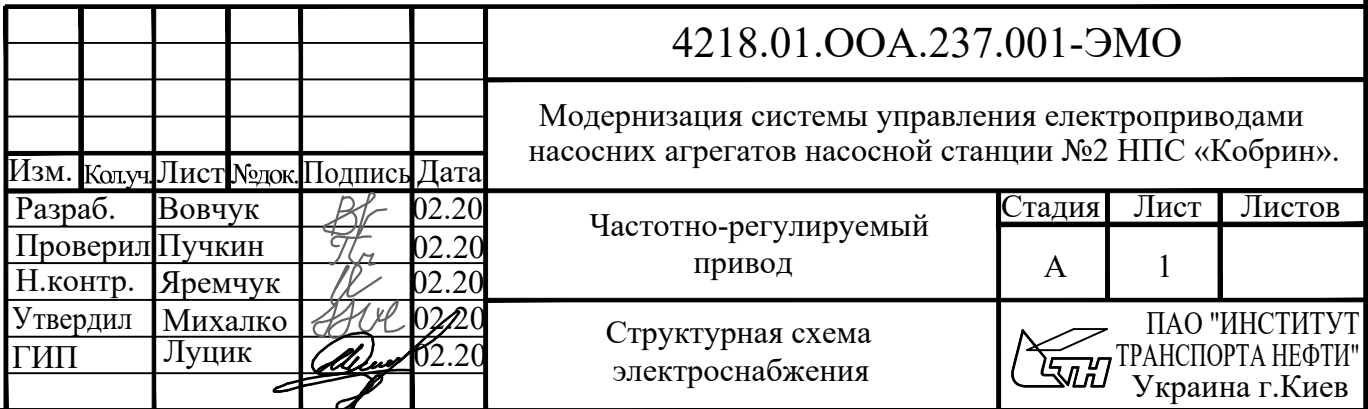 4218.01.ООА.237.001-ЭМО
Модернизация системы управления електроприводами
насосних агрегатов насосной станции №2 НПС «Кобрин».
Изм. Кол.уч. Лист №док. Подпись Дата
Разраб. Вовчук 02.20
Проверил Пучкин 02.20
Н.контр. Яремчук 02.20
Утвердил Михалко 02.20
ГИП Луцик 02.20
Частотно-регулируемый
привод
Стадия Лист Листов
А 1
Структурная схема
электроснабжения
ПАО "ИНСТИТУТ
ТРАНСПОРТА НЕФТИ"
Украина г.Киев